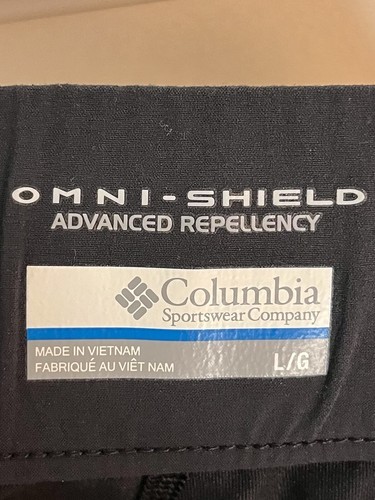 OMNI-SHIELD
ADVANCED REPELLENCY
Columbia
Sportswear Company
MADE IN VIETNAM
FABRIQUÉ AU VIÊT NAM
L/G